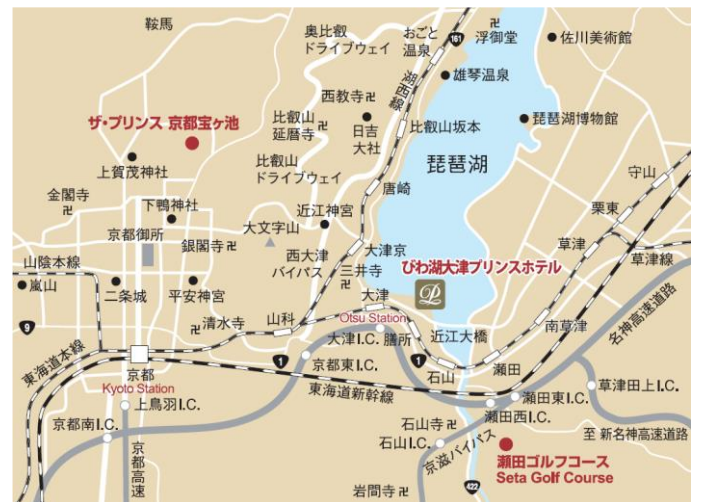 鞍馬
奥比叡
ドライブウェイ
おごと
温泉
161
浮御堂
佐川美術館
湖西線
雄琴温泉
西教寺卍
比叡山
延暦寺卍
日吉
大社
比叡山坂本
琵琶湖博物館
ザ・プリンス 京都宝ヶ池
琵琶湖
上賀茂神社
比叡山
ドライブウェイ
守山
金閣寺
卍
下鴨神社
唐崎
近江神宮
栗東
京都御所
大文字山
銀閣寺卍
大津京
草津
草津線
山陰本線
西大津
バイパス
三井寺
卍
びわ湖大津プリンスホテル
嵐山
二条城
平安神宮
大津
P
9
卍清水寺
山科
Otsu Station
近江大橋
南草津
名神高速道路
大津I.C.
膳所
東海道本線
京都
Kyoto Station
1
京都東I.C.
1
石山
瀬田
東海道新幹線
草津田上I.C.
上鳥羽I.C.
瀬田東I.C.
瀬田西I.C.
京都南I.C.
石山寺卍
石山I.C.
京滋バイパス
至 新名神高速道路
京都高速
瀬田ゴルフコース
Seta Golf Course
岩間寺卍
422